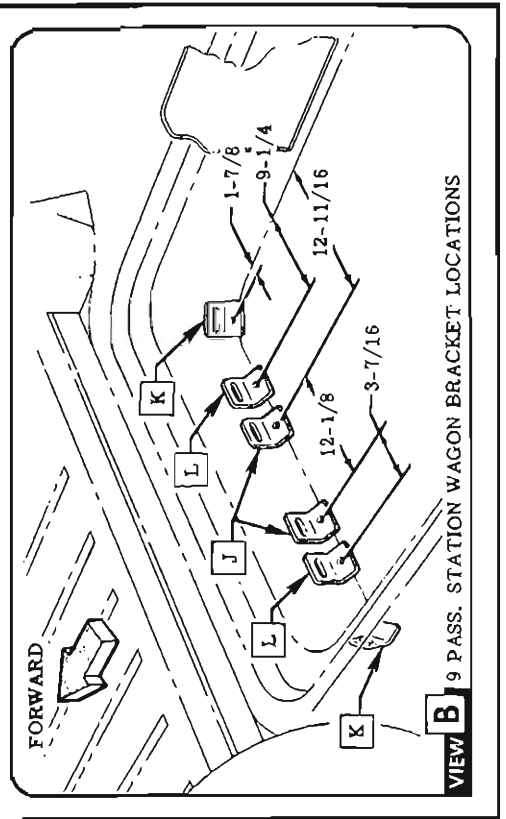 FORWARD
K
L
J
L
K
1-7/8
9-1/4
12-11/16
12-1/8
3-7/16
VIEW B 9 PASS. STATION WAGON BRACKET LOCATIONS